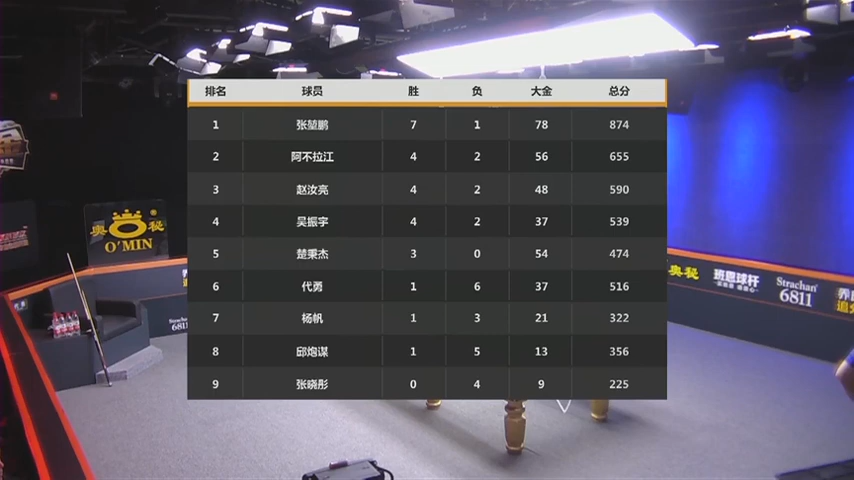 排名 球员 胜 负 大金 总分
1 张堃鹏 7 1 78 874
2 阿不拉江 4 2 56 655
3 赵汝亮 4 2 48 590
4 吴振宇 4 2 37 539
5 楚秉杰 3 0 54 474
6 代勇 1 6 37 516
7 杨帆 1 3 21 322
8 邱炮谋 1 5 13 356
9 张晓彤 0 4 9 225
奥 秘
O'MIN
Strachan
6811
奥秘
班恩球杆
Strachan
6811